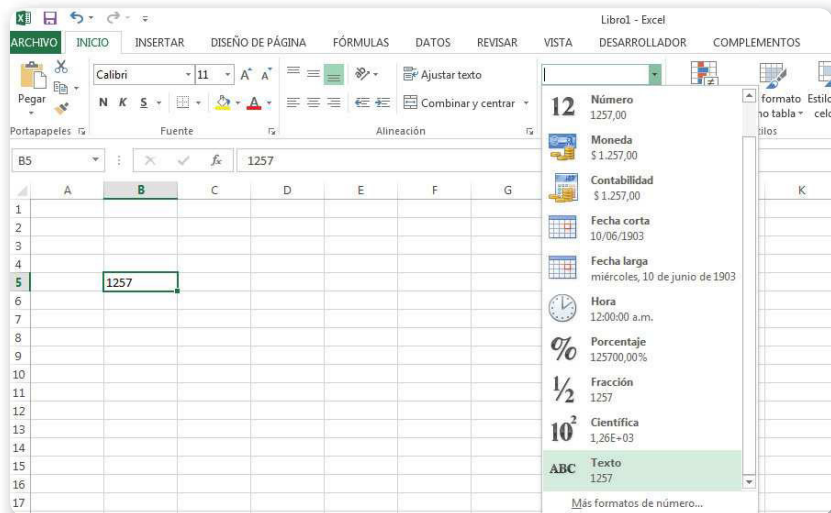 Libro1 - Excel
ARCHIVO INICIO INSERTAR DISEÑO DE PÁGINA FÓRMULAS DATOS REVISAR VISTA DESARROLLADOR COMPLEMENTOS
Pegar
Calibri 11
N K S
Ajustar texto
Combinar y centrar
formato
tabla
Portapapeles Fuente Alineación
B5 fx 1257
A B C D E F G K
1
2
3
4
5 1257
6
7
8
9
10
11
12
13
14
15
16
17
12 Número
1257,00
Moneda
$ 1.257,00
Contabilidad
$ 1.257,00
Fecha corta
10/06/1903
Fecha larga
miércoles, 10 de junio de 1903
Hora
12:00:00 a.m.
% Porcentaje
125700,00%
½ Fracción
1257
10² Científica
1,26E+03
ABC Texto
1257
Más formatos de número...